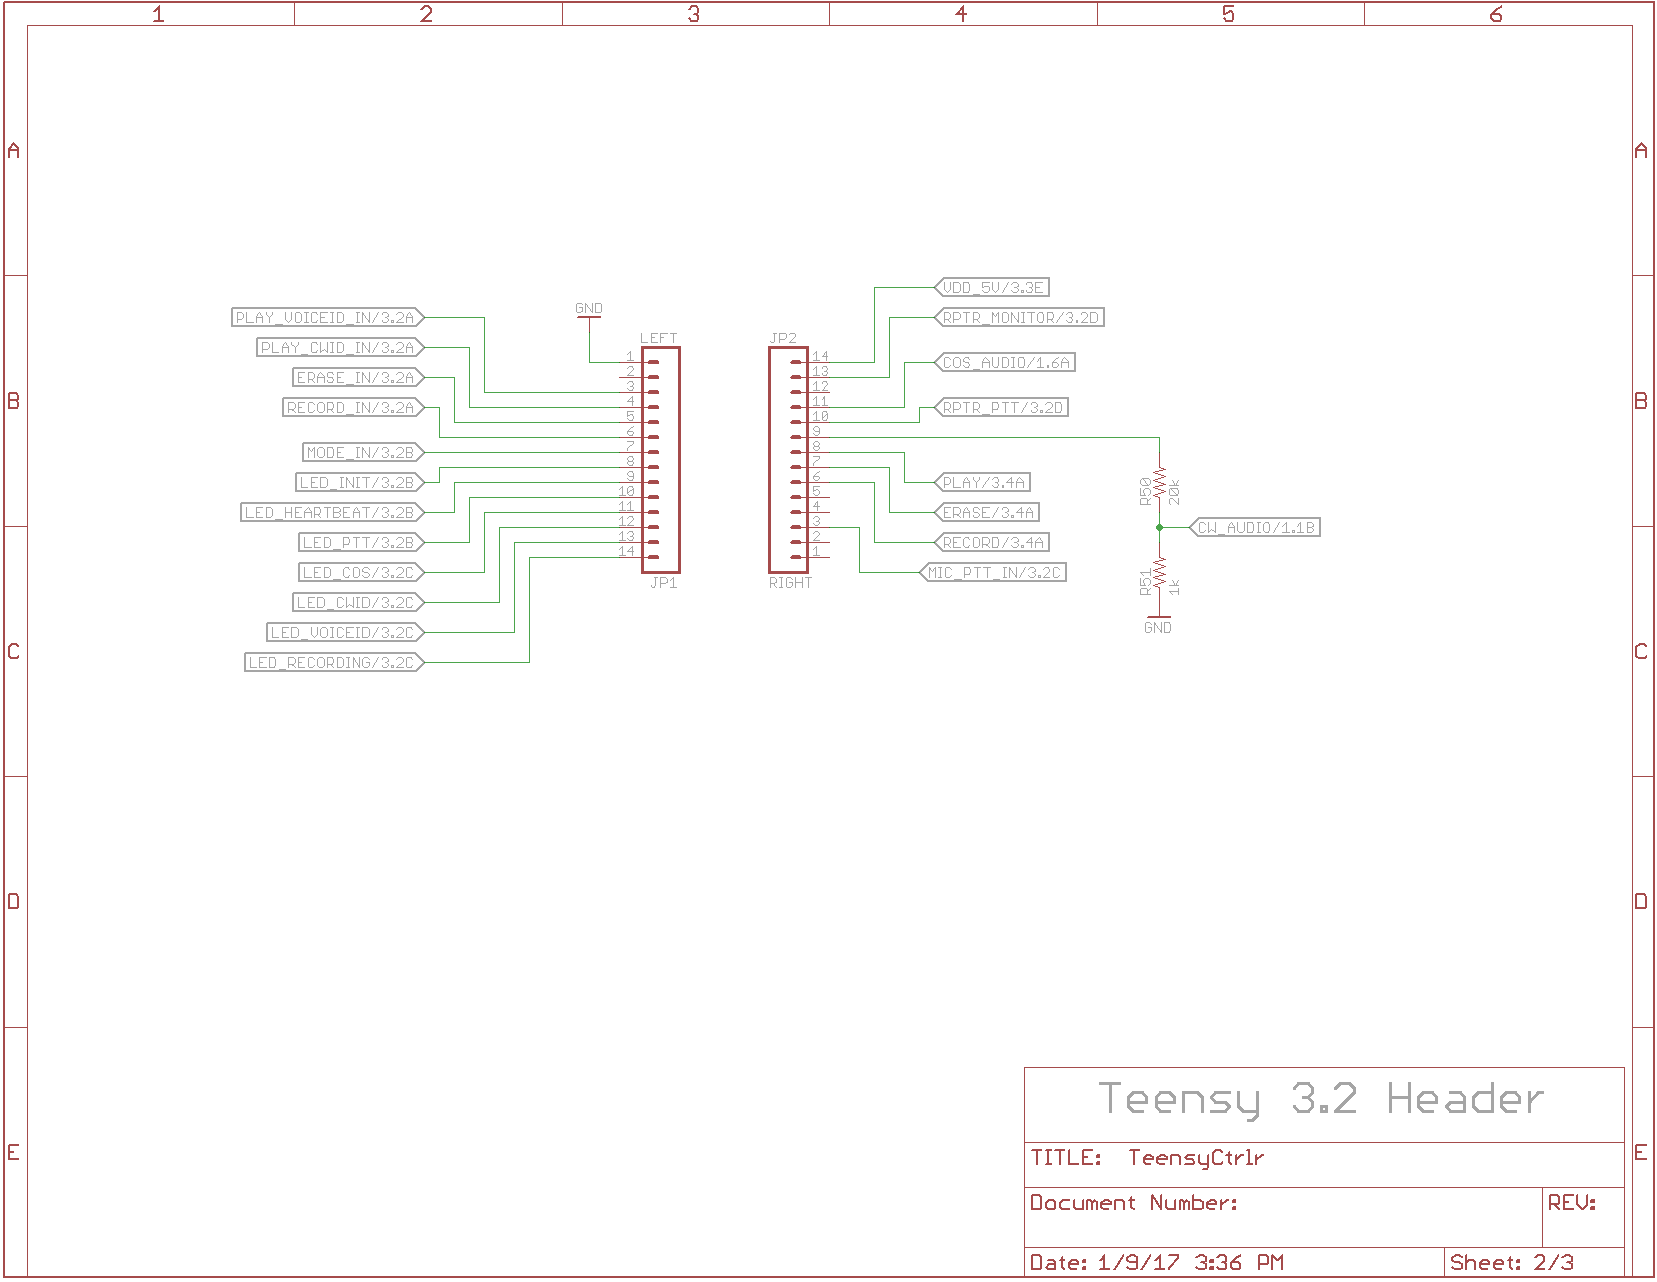 1 2 3 4 5 6
A A
VDD_5V/3.3E
PLAY_VOICEID_IN/3.2A GND RPTR_MONITOR/3.2D
LEFT JP2
PLAY_CWID_IN/3.2A
1 14 COS_AUDIO/1.6A
2 13
ERASE_IN/3.2A
3 12
B 4 11 B
RECORD_IN/3.2A RPTR_PTT/3.2D
5 10
6 9
7 8
MODE_IN/3.2B
8 7
9 6
LED_INIT/3.2B PLAY/3.4A R50 20k
10 5
11 4
LED_HEARTBEAT/3.2B ERASE/3.4A
12 3
CW_AUDIO/1.1B
13 2
LED_PTT/3.2B RECORD/3.4A
14 1
LED_COS/3.2C MIC_PTT_IN/3.2C
JP1 RIGHT R51 1k
LED_CWID/3.2C
GND
LED_VOICEID/3.2C
C C
LED_RECORDING/3.2C
D D
Teensy 3.2 Header
E E
TITLE: TeensyCtrlr
Document Number: REV:
Date: 1/9/17 3:36 PM Sheet: 2/3